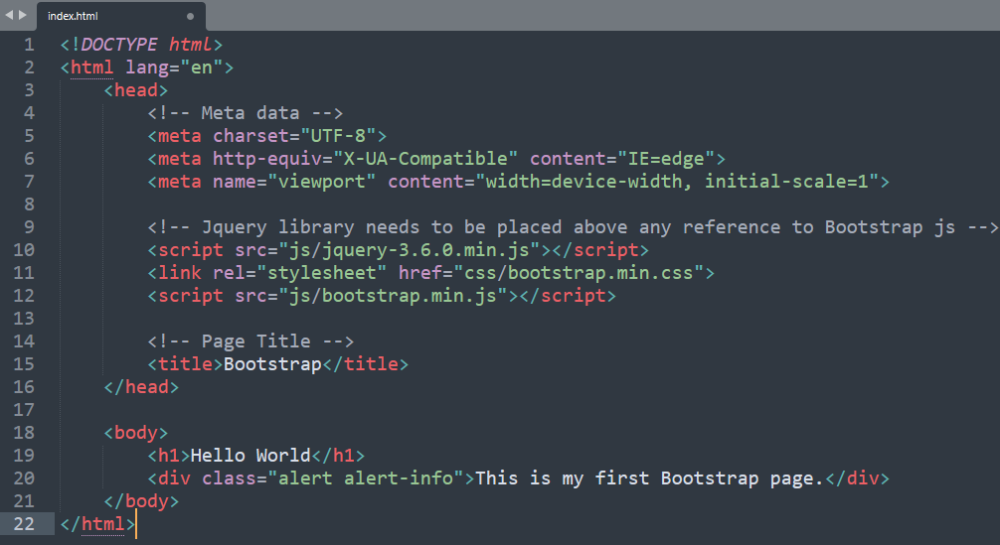 index.html
1 <!DOCTYPE html>
2 <html lang="en">
3     <head>
4         <!-- Meta data -->
5         <meta charset="UTF-8">
6         <meta http-equiv="X-UA-Compatible" content="IE=edge">
7         <meta name="viewport" content="width=device-width, initial-scale=1">
8
9         <!-- Jquery library needs to be placed above any reference to Bootstrap js -->
10         <script src="js/jquery-3.6.0.min.js"></script>
11         <link rel="stylesheet" href="css/bootstrap.min.css">
12         <script src="js/bootstrap.min.js"></script>
13
14         <!-- Page Title -->
15         <title>Bootstrap</title>
16     </head>
17
18     <body>
19         <h1>Hello World</h1>
20         <div class="alert alert-info">This is my first Bootstrap page.</div>
21     </body>
22 </html>